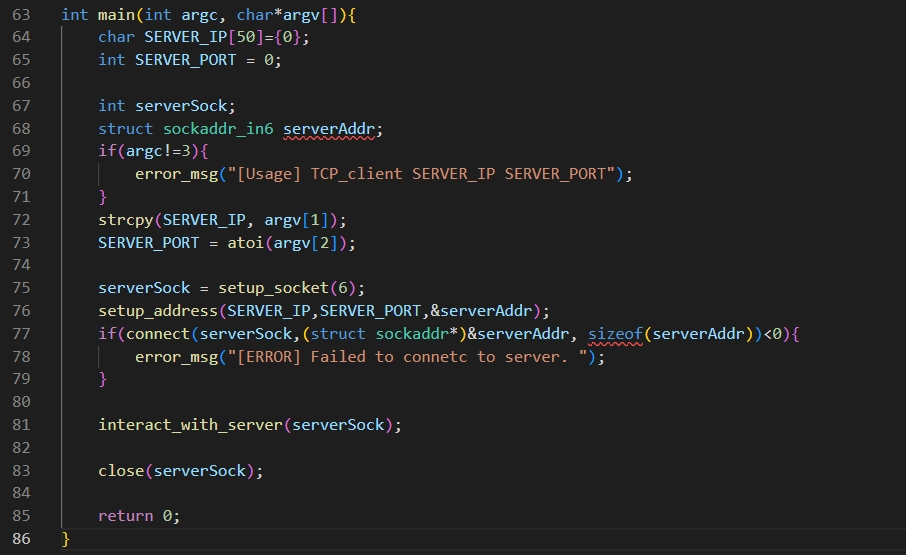 63 int main(int argc, char*argv[]){
64     char SERVER_IP[50]={0};
65     int SERVER_PORT = 0;
66
67     int serverSock;
68     struct sockaddr_in6 serverAddr;
69     if(argc!=3){
70         error_msg("[Usage] TCP_client SERVER_IP SERVER_PORT");
71     }
72     strcpy(SERVER_IP, argv[1]);
73     SERVER_PORT = atoi(argv[2]);
74
75     serverSock = setup_socket(6);
76     setup_address(SERVER_IP,SERVER_PORT,&serverAddr);
77     if(connect(serverSock,(struct sockaddr*)&serverAddr, sizeof(serverAddr))<0){
78         error_msg("[ERROR] Failed to connetc to server. ");
79     }
80
81     interact_with_server(serverSock);
82
83     close(serverSock);
84
85     return 0;
86 }